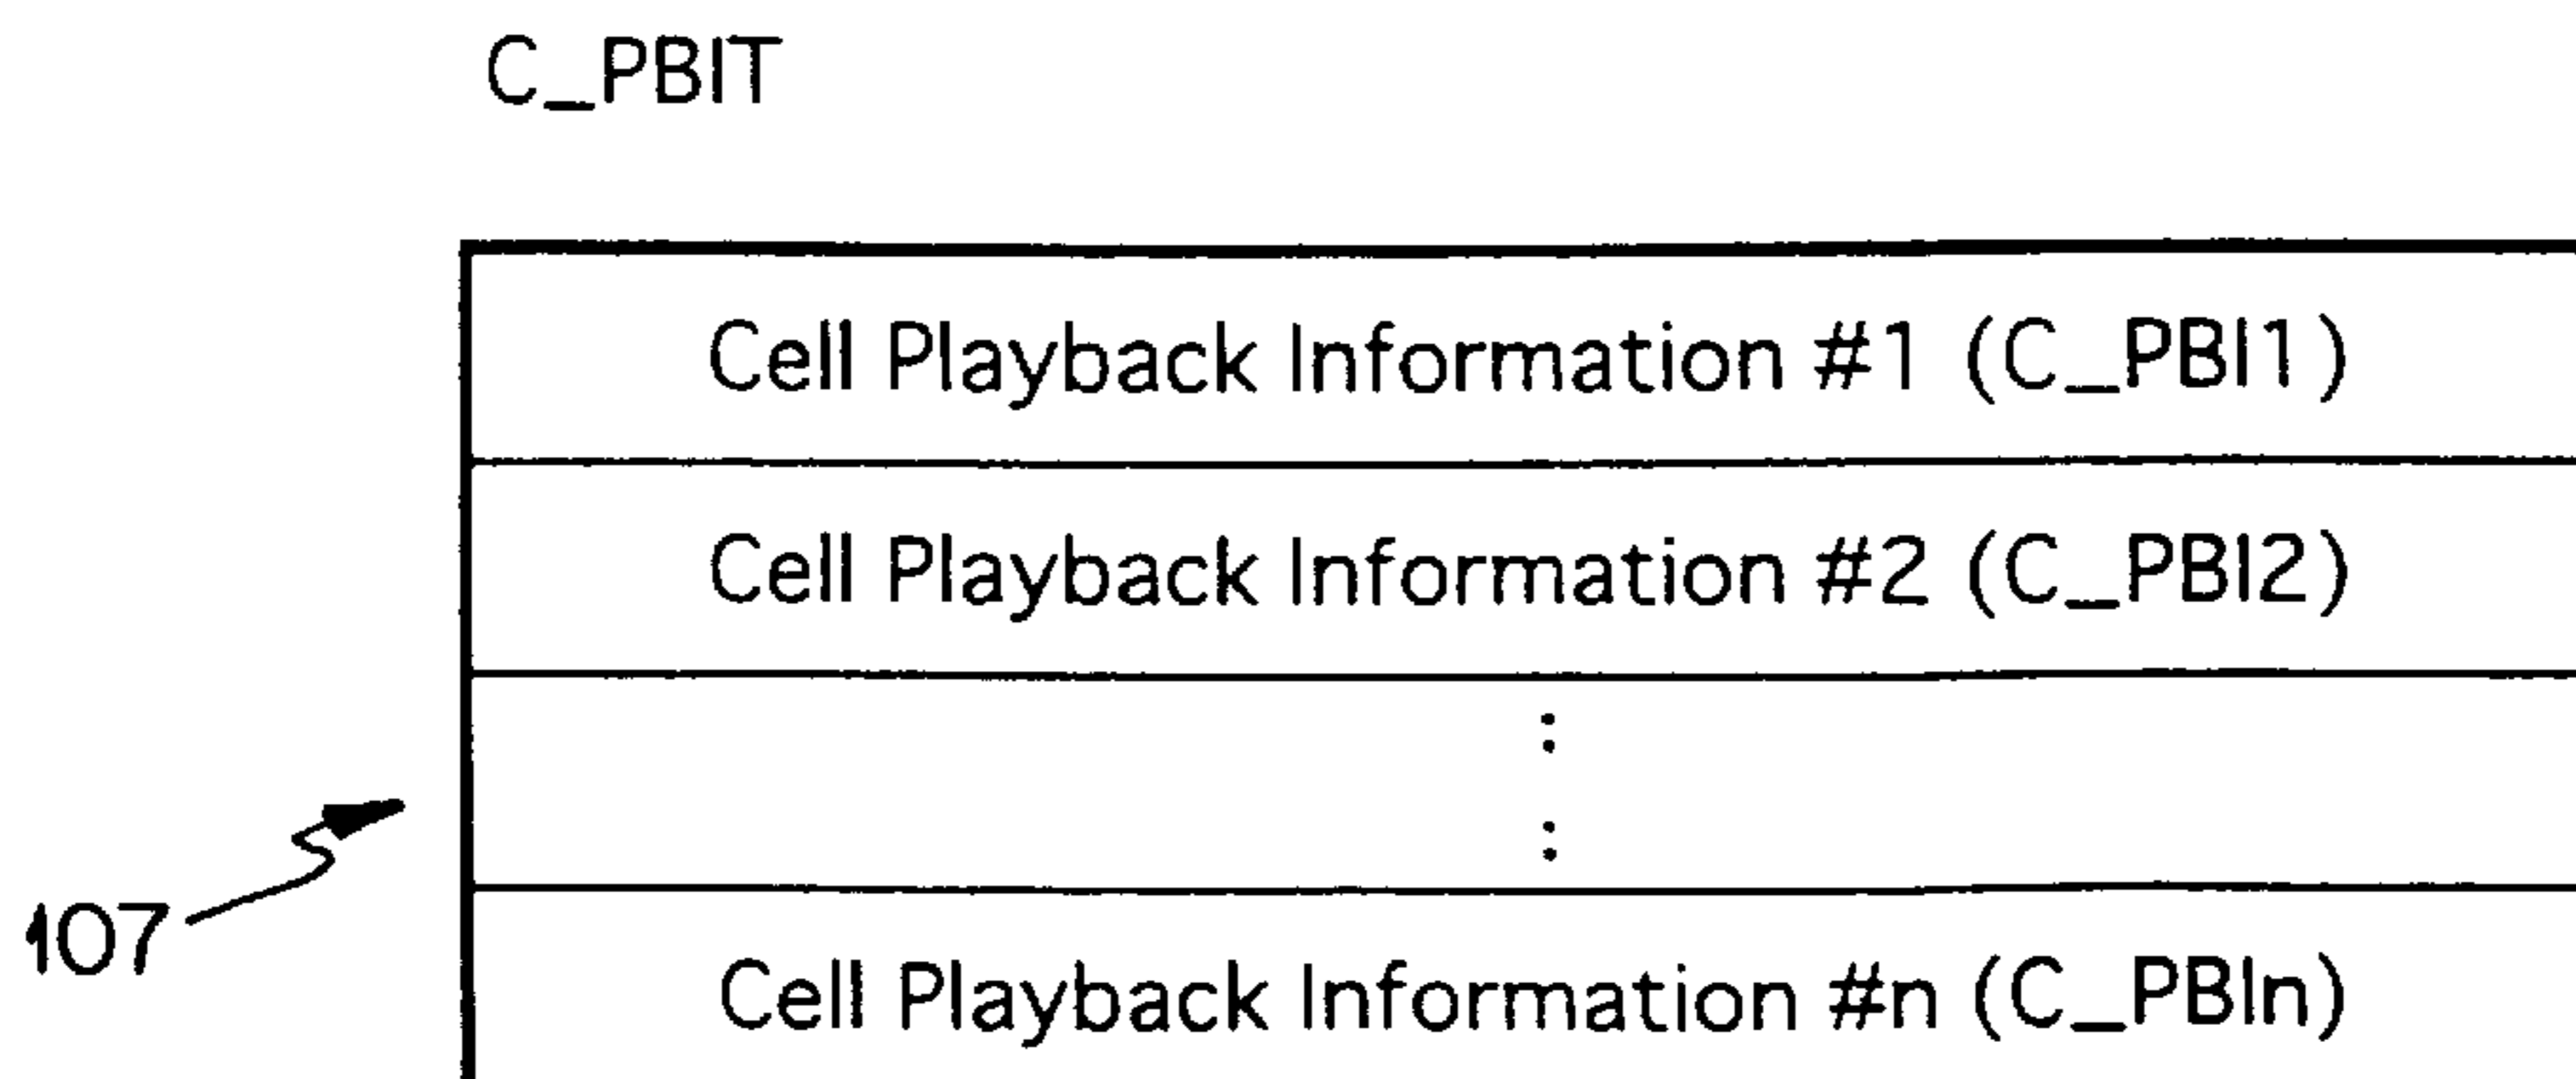 C_PBIT
Cell Playback Information #1 (C_PBI1)
Cell Playback Information #2 (C_PBI2)
107
Cell Playback Information #n (C_PBIn)